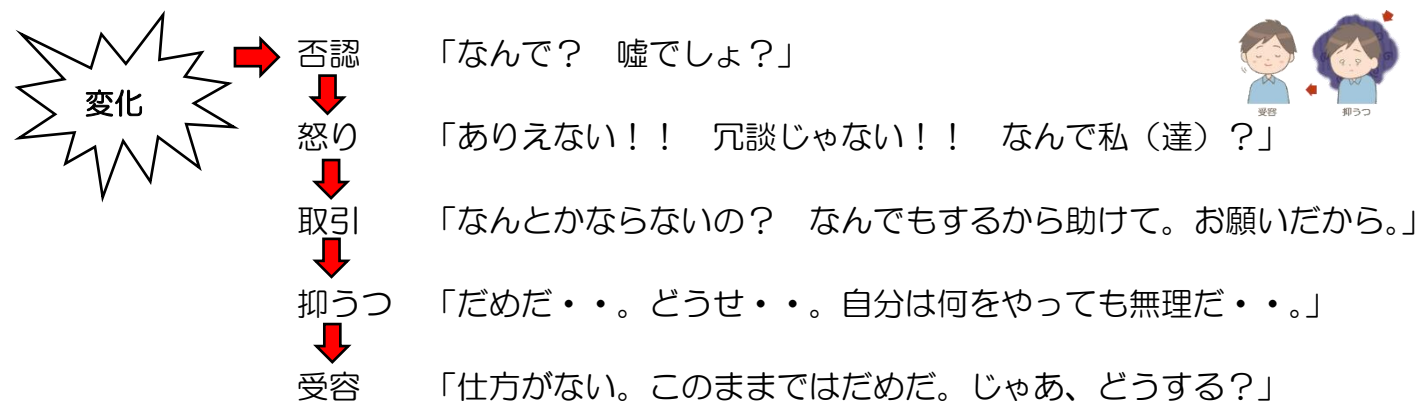 変化
否認 「なんで？ 嘘でしょ？」
怒り 「ありえない！！ 冗談じゃない！！ なんで私（達）？」
取引 「なんとかならないの？ なんでもするから助けて。お願いだから。」
抑うつ 「だめだ・・。どうせ・・。自分は何をやっても無理だ・・。」
受容 「仕方がない。このままではだめだ。じゃあ、どうする？」
受容 抑うつ